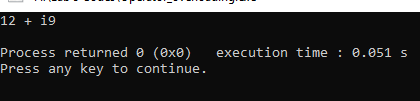 12 + i9
Process returned 0 (0x0)   execution time : 0.051 s
Press any key to continue.